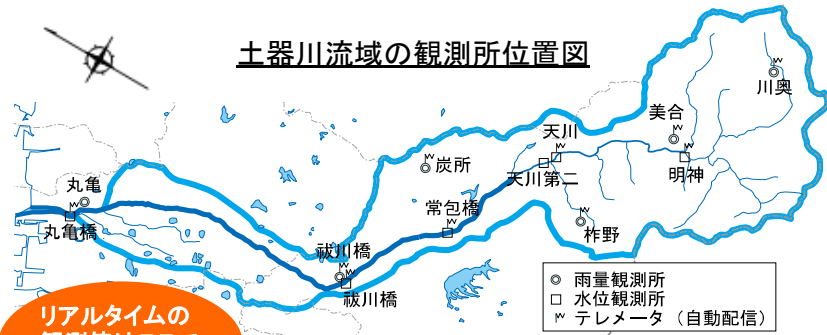 土器川流域の観測所位置図
川奥
美合
天川
明神
炭所
天川第二
丸亀
常包橋
柞野
丸亀橋
祓川橋
祓川橋
雨量観測所
水位観測所
テレメータ（自動配信）
リアルタイムの